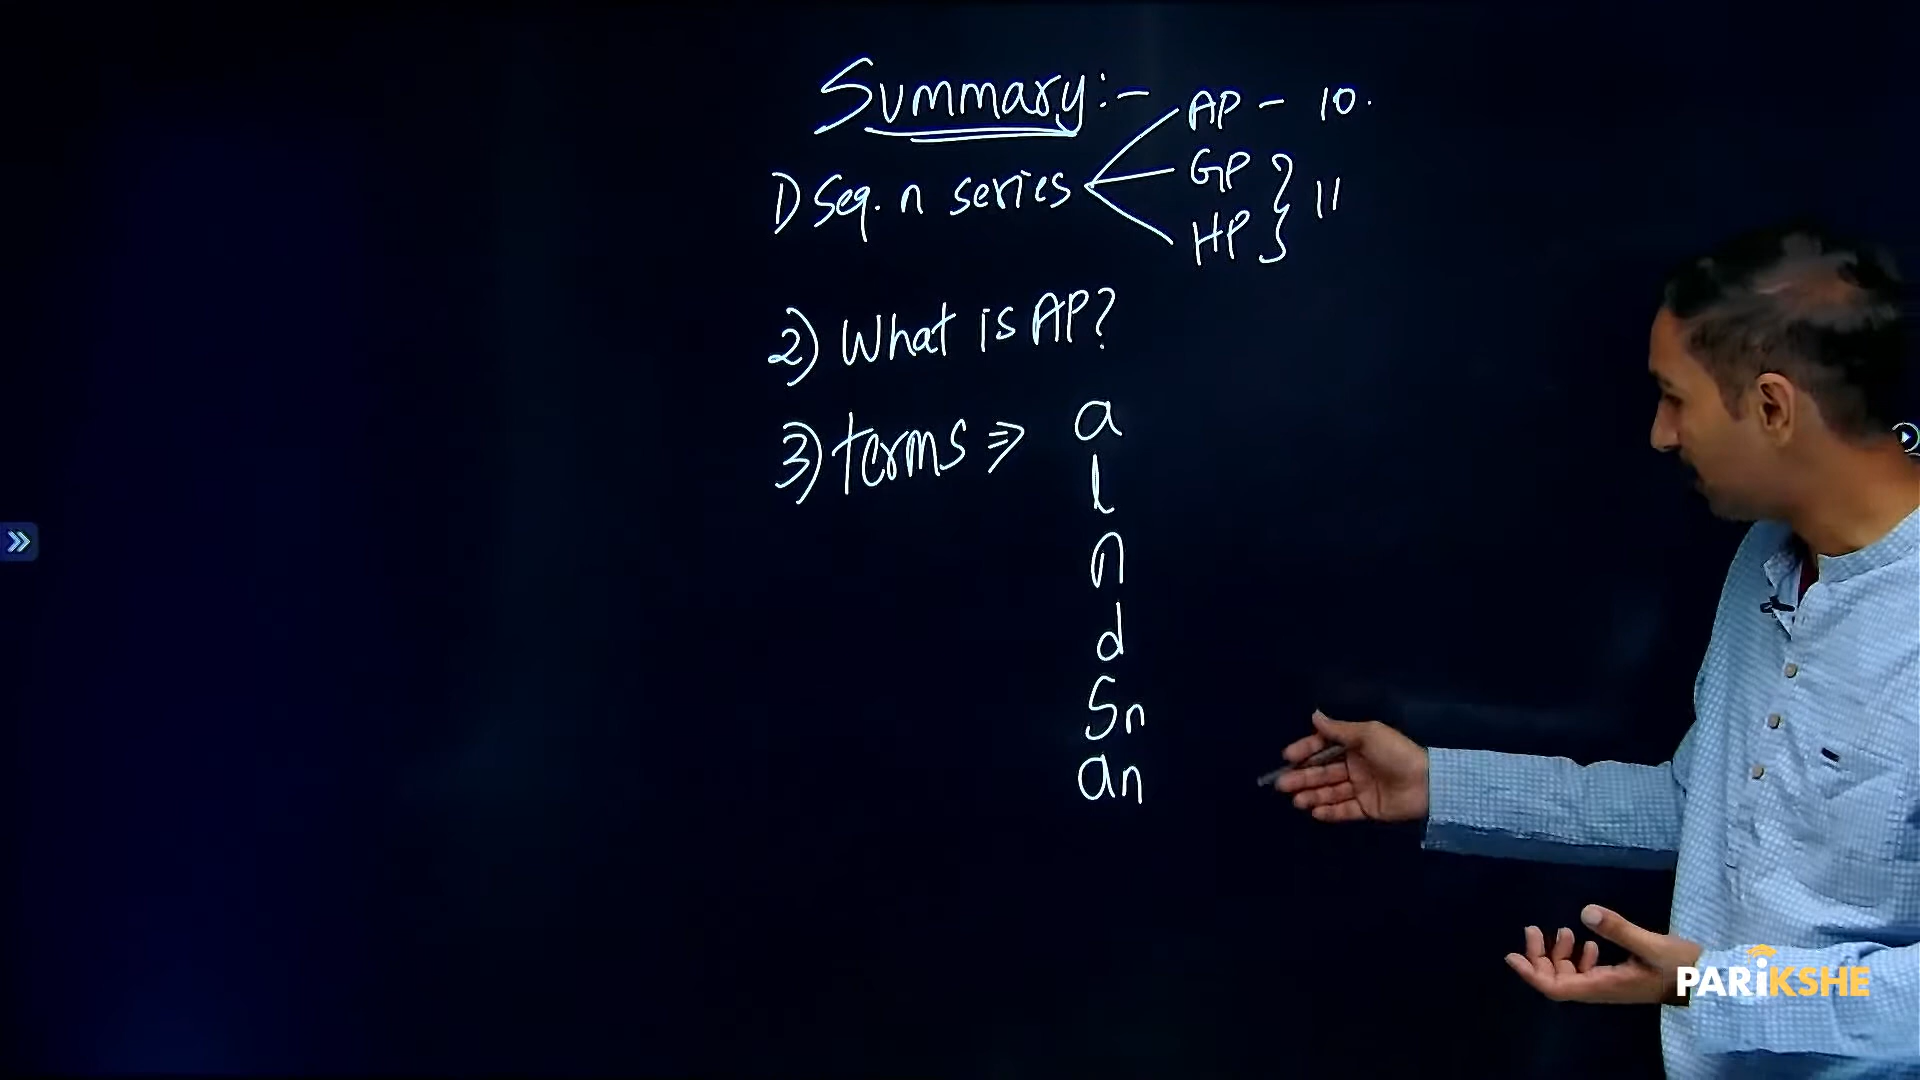 Summary:-
1) Seq. n series
AP - 10.
GP
HP } 11
2) What is AP?
3) terms ⇒ a
l
n
d
Sn
an
PARIKSHE